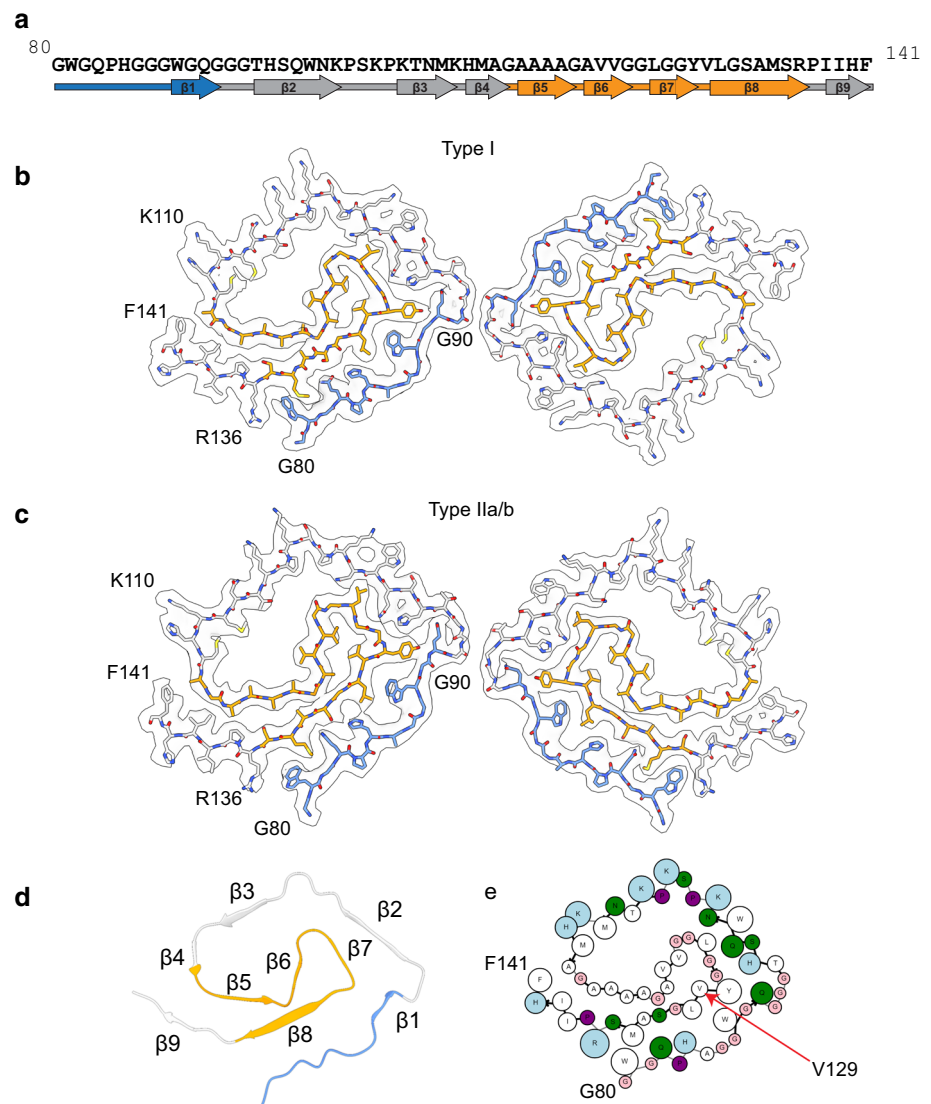 a
80
GWGQPHGGGWGQGGGTHSQWNKPSKPKTNMKHMAGAAAAGAVVGGLGGYVLGSAMSRPIIHF
141
β1 β2 β3 β4 β5 β6 β7 β8 β9
Type I
b
K110
F141
G90
R136
G80
c
Type IIa/b
K110
F141
G90
R136
G80
d
β3
β2
β7
β6
β4
β5
β1
β8
β9
e
K S
K P P K
N T N W
K
H M Q S
M G G L H T
A V G G
F G V G
F141
A A A A G A V Y Q G
H I L G
I P S A S W
R M G
W G Q H A G
P
G
G80
V129